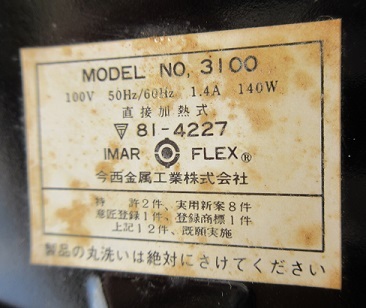 MODEL NO, 3100
100V 50Hz/60Hz 1.4A 140W
直接加熱式
▽ 81-4227
IMAR FLEX®
今西金属工業株式会社
特許2件、実用新案8件
意匠登録1件、登録商標1件
上記12件、既願実施
製品の丸洗いは絶対にさけてください